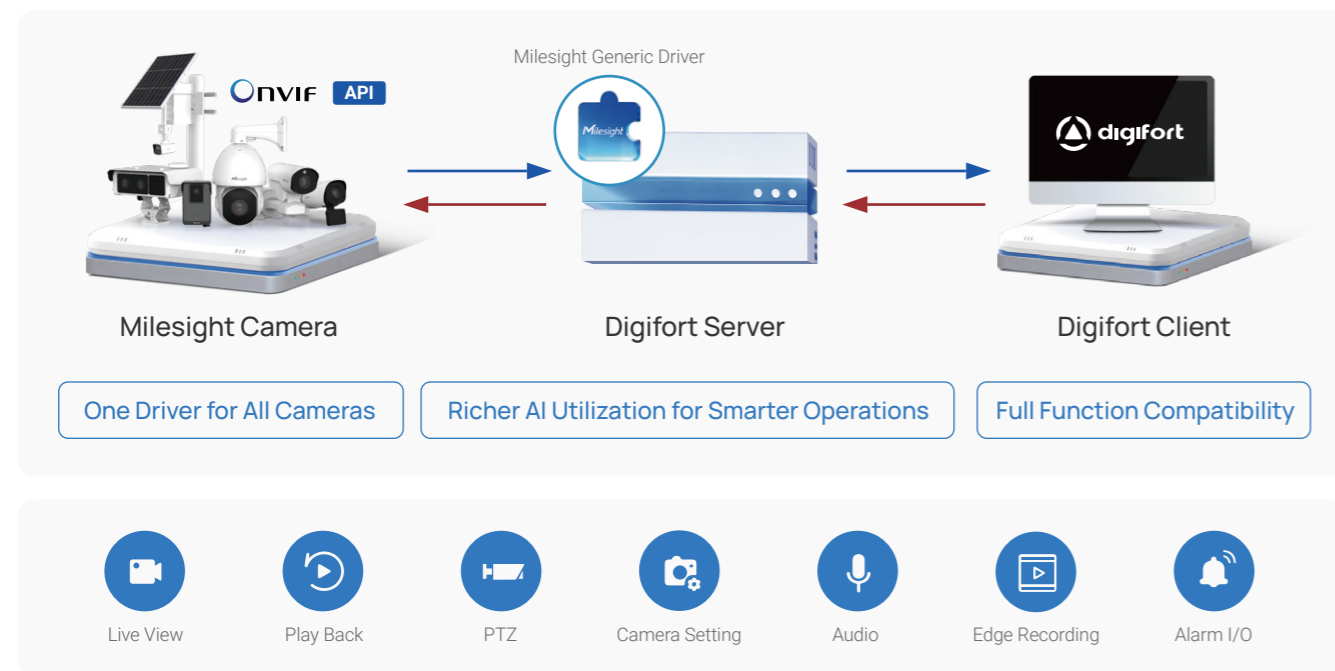 Milesight Generic Driver
ONVIF API
Milesight
digifort
Milesight Camera
Digifort Server
Digifort Client
One Driver for All Cameras
Richer AI Utilization for Smarter Operations
Full Function Compatibility
Live View
Play Back
PTZ
Camera Setting
Audio
Edge Recording
Alarm I/O